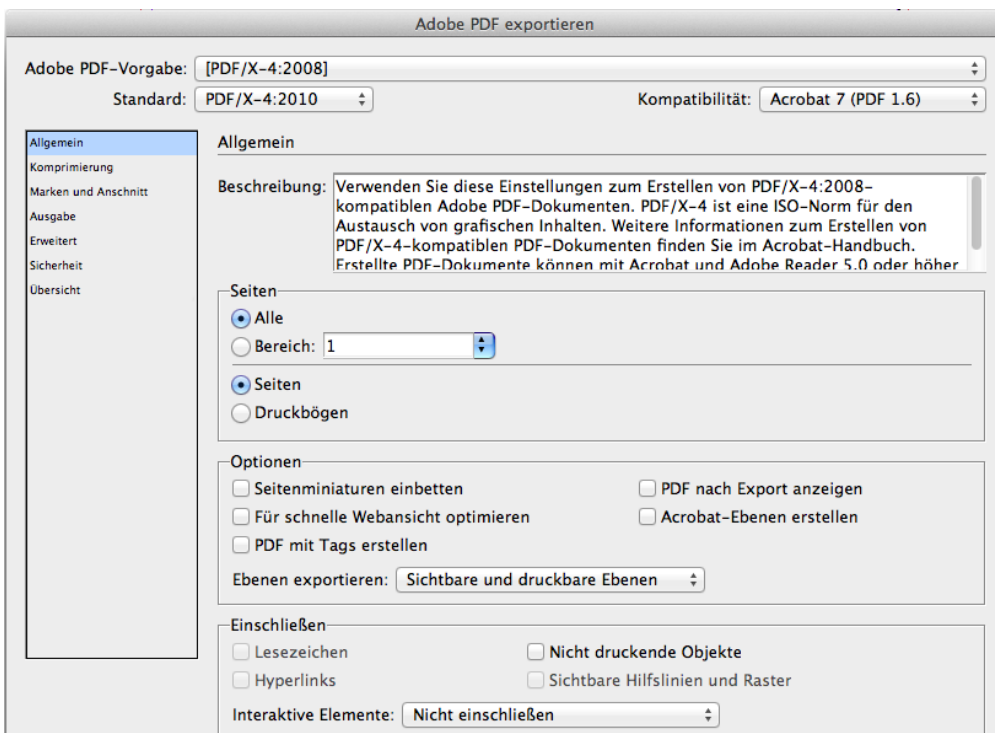 Adobe PDF exportieren
Adobe PDF-Vorgabe: [PDF/X-4:2008]
Standard: PDF/X-4:2010 Kompatibilität: Acrobat 7 (PDF 1.6)
Allgemein
Komprimierung
Marken und Anschnitt
Ausgabe
Erweitert
Sicherheit
Übersicht
Allgemein
Beschreibung: Verwenden Sie diese Einstellungen zum Erstellen von PDF/X-4:2008-
kompatiblen Adobe PDF-Dokumenten. PDF/X-4 ist eine ISO-Norm für den
Austausch von grafischen Inhalten. Weitere Informationen zum Erstellen von
PDF/X-4-kompatiblen PDF-Dokumenten finden Sie im Acrobat-Handbuch.
Erstellte PDF-Dokumente können mit Acrobat und Adobe Reader 5.0 oder höher
Seiten
Alle
Bereich: 1
Seiten
Druckbögen
Optionen
Seitenminiaturen einbetten PDF nach Export anzeigen
Für schnelle Webansicht optimieren Acrobat-Ebenen erstellen
PDF mit Tags erstellen
Ebenen exportieren: Sichtbare und druckbare Ebenen
Einschließen
Lesezeichen Nicht druckende Objekte
Hyperlinks Sichtbare Hilfslinien und Raster
Interaktive Elemente: Nicht einschließen